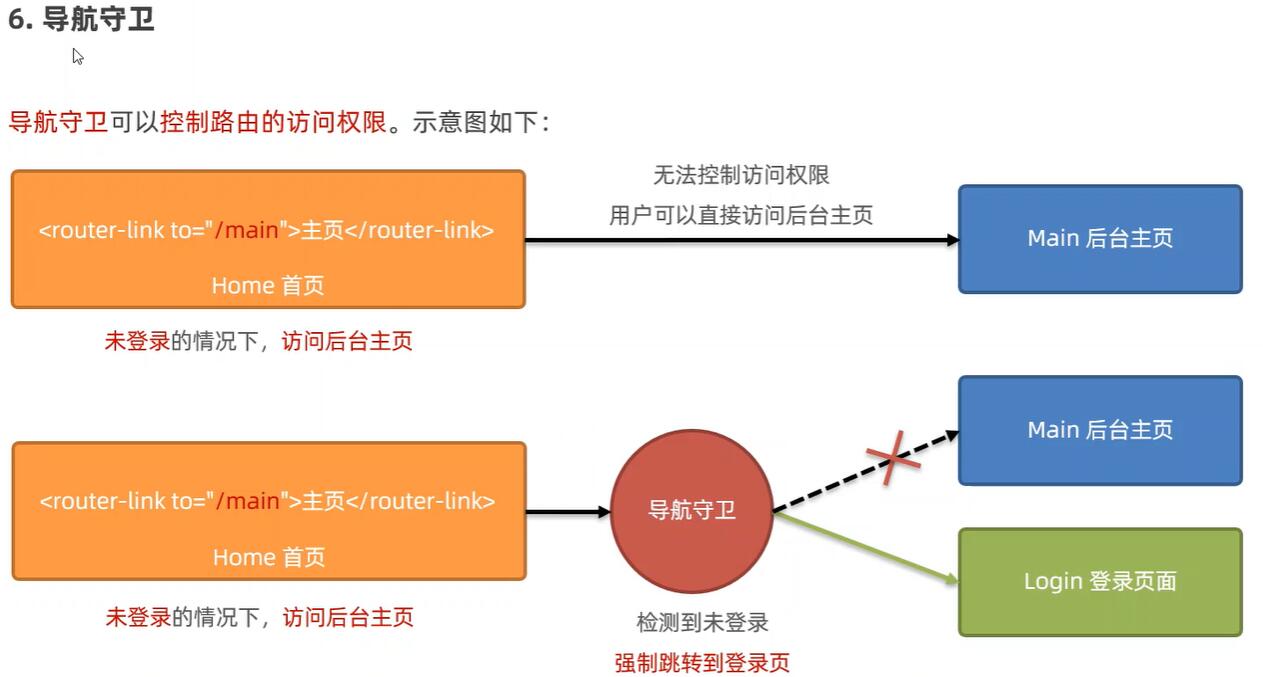 6. 导航守卫
导航守卫可以控制路由的访问权限。示意图如下：
<router-link to="/main">主页</router-link>
Home 首页
无法控制访问权限
用户可以直接访问后台主页
Main 后台主页
未登录的情况下，访问后台主页
<router-link to="/main">主页</router-link>
Home 首页
导航守卫
Main 后台主页
Login 登录页面
未登录的情况下，访问后台主页
检测到未登录
强制跳转到登录页